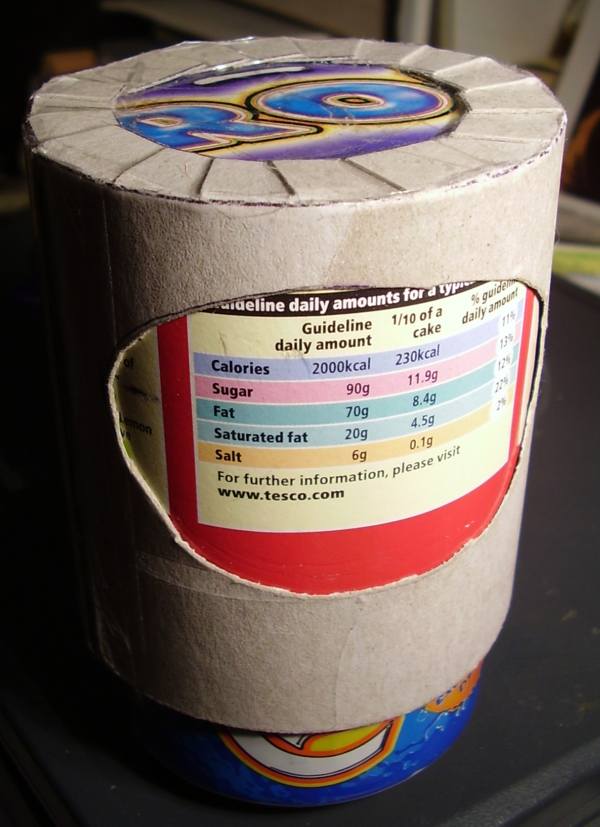 RO
guideline daily amounts for a
Guideline daily amount 1/10 of a cake % daily amount
Calories 2000kcal 230kcal 11%
Sugar 90g 11.9g 13%
Fat 70g 8.4g 12%
Saturated fat 20g 4.5g 22%
Salt 6g 0.1g 2%
For further information, please visit
www.tesco.com
of